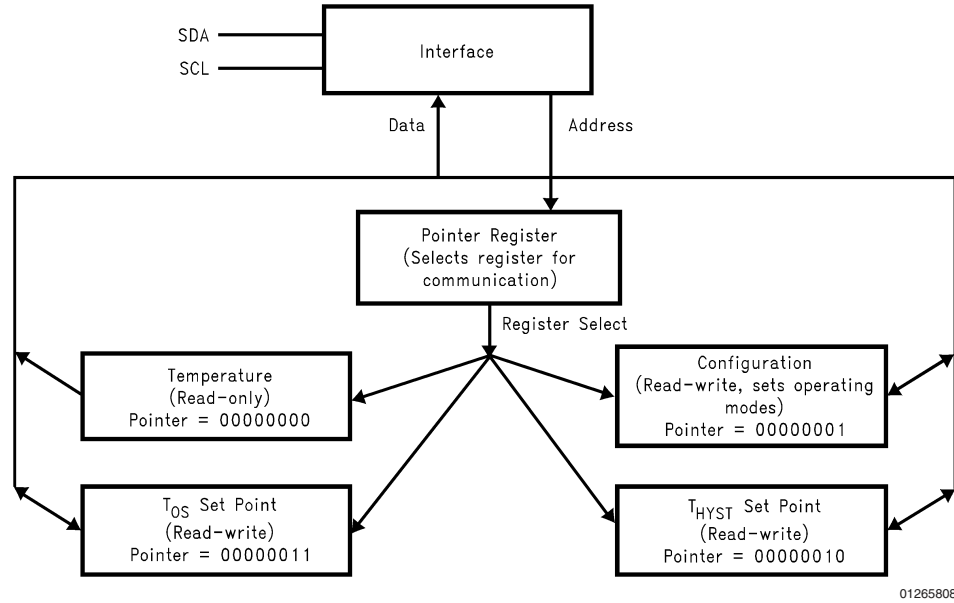 SDA
SCL
Interface
Data
Address
Pointer Register
(Selects register for
communication)
Register Select
Temperature
(Read-only)
Pointer = 00000000
Configuration
(Read-write, sets operating
modes)
Pointer = 00000001
TOS Set Point
(Read-write)
Pointer = 00000011
THYST Set Point
(Read-write)
Pointer = 00000010
01265808